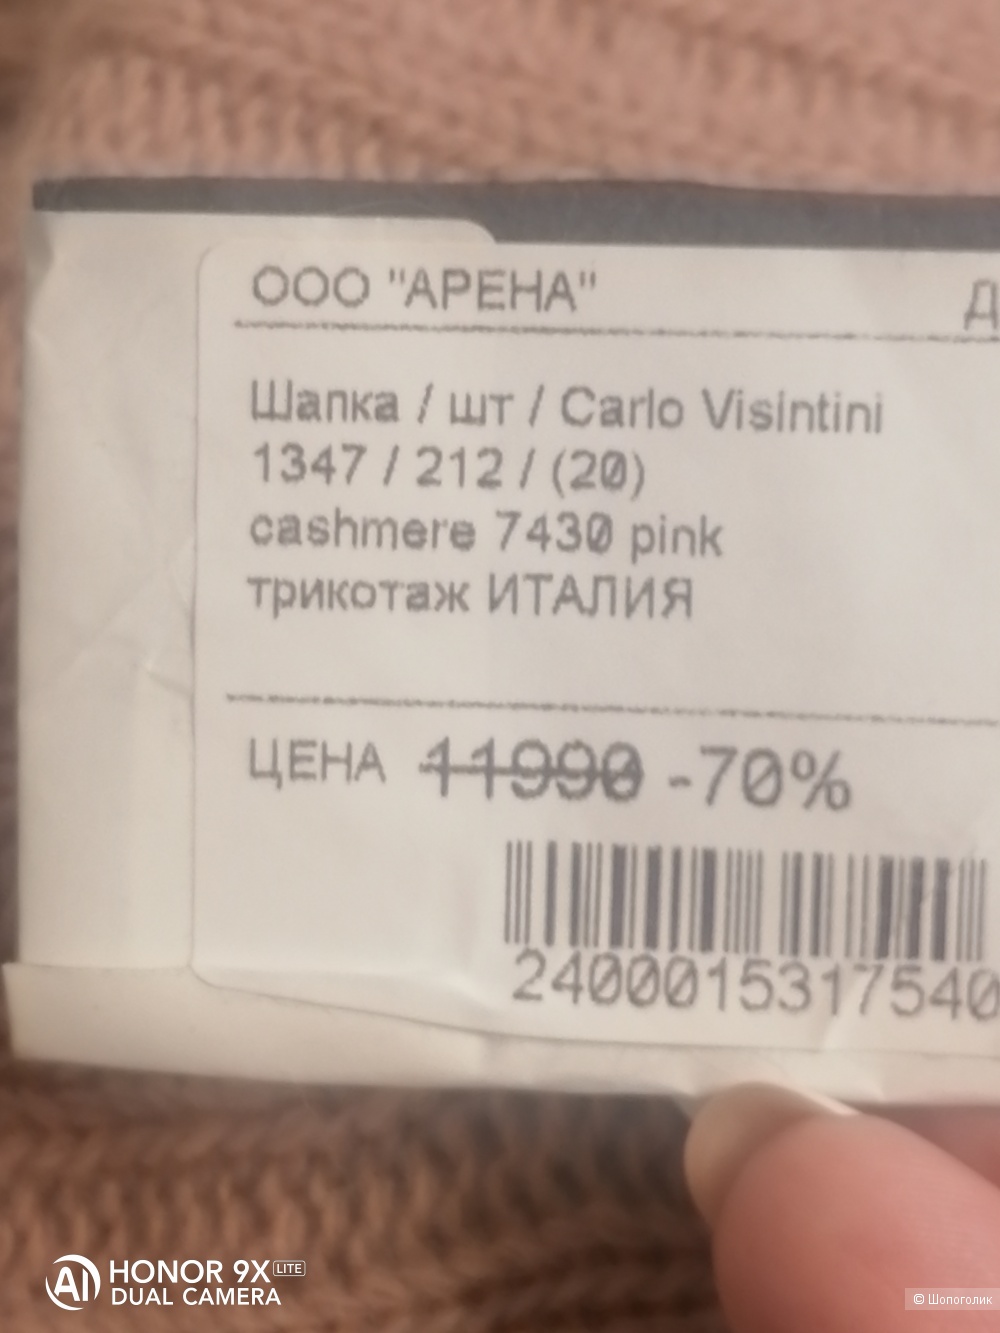 ООО "АРЕНА" Д
Шапка / шт / Carlo Visintini
1347 / 212 / (20)
cashmere 7430 pink
трикотаж ИТАЛИЯ
ЦЕНА 11990 -70%
2400015317540
HONOR 9X LITE
DUAL CAMERA
© Шопоголик